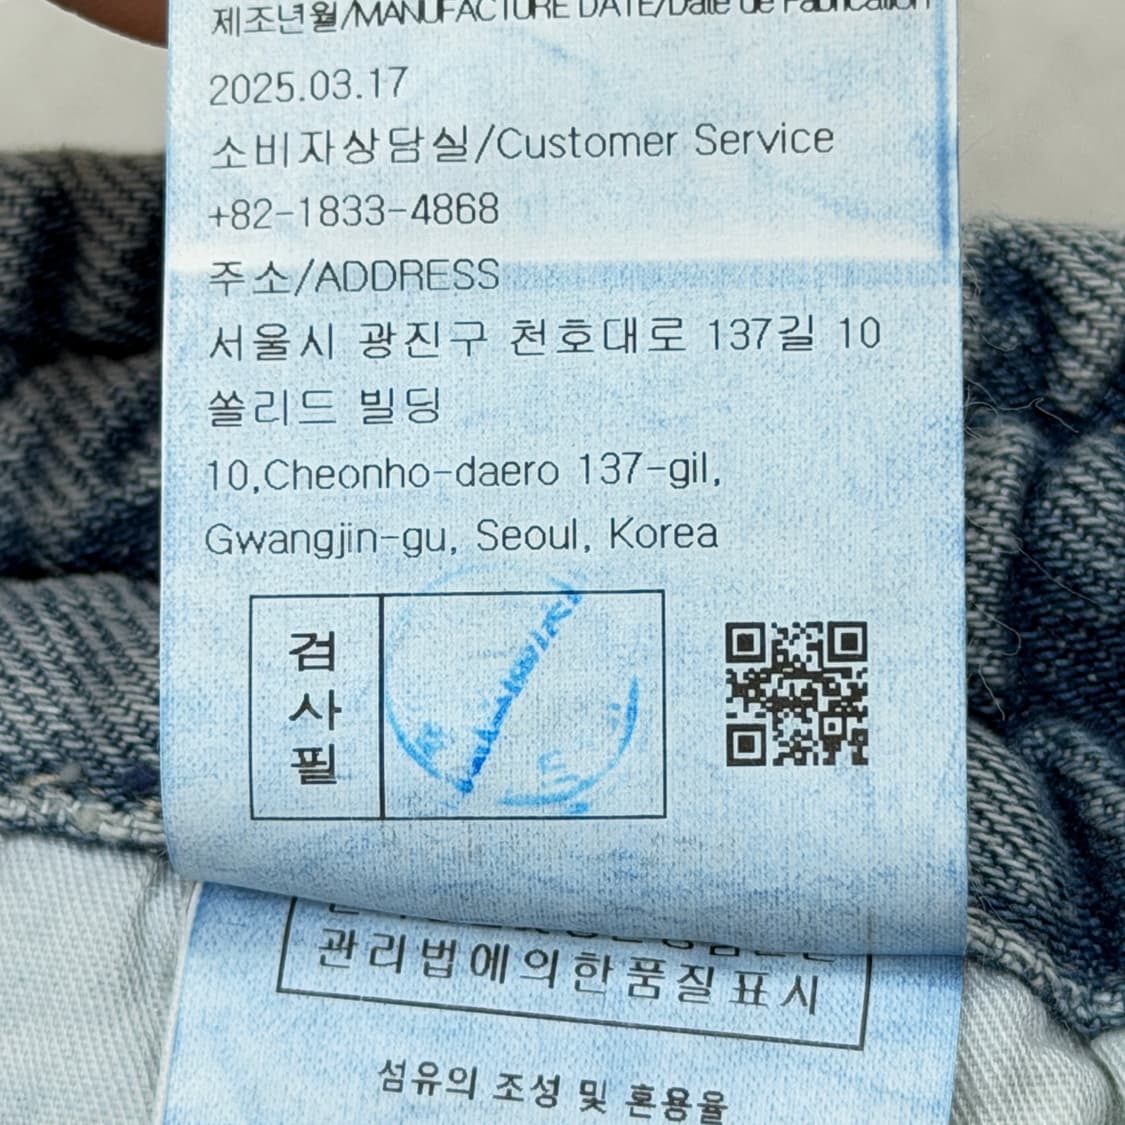 제조년월/MANUFACTURE DATE/Date de Fabrication
2025.03.17
소비자상담실/Customer Service
+82-1833-4868
주소/ADDRESS
서울시 광진구 천호대로 137길 10
쏠리드 빌딩
10,Cheonho-daero 137-gil,
Gwangjin-gu, Seoul, Korea
검
사
필
관리법에의한품질표시
섬유의 조성 및 혼용율